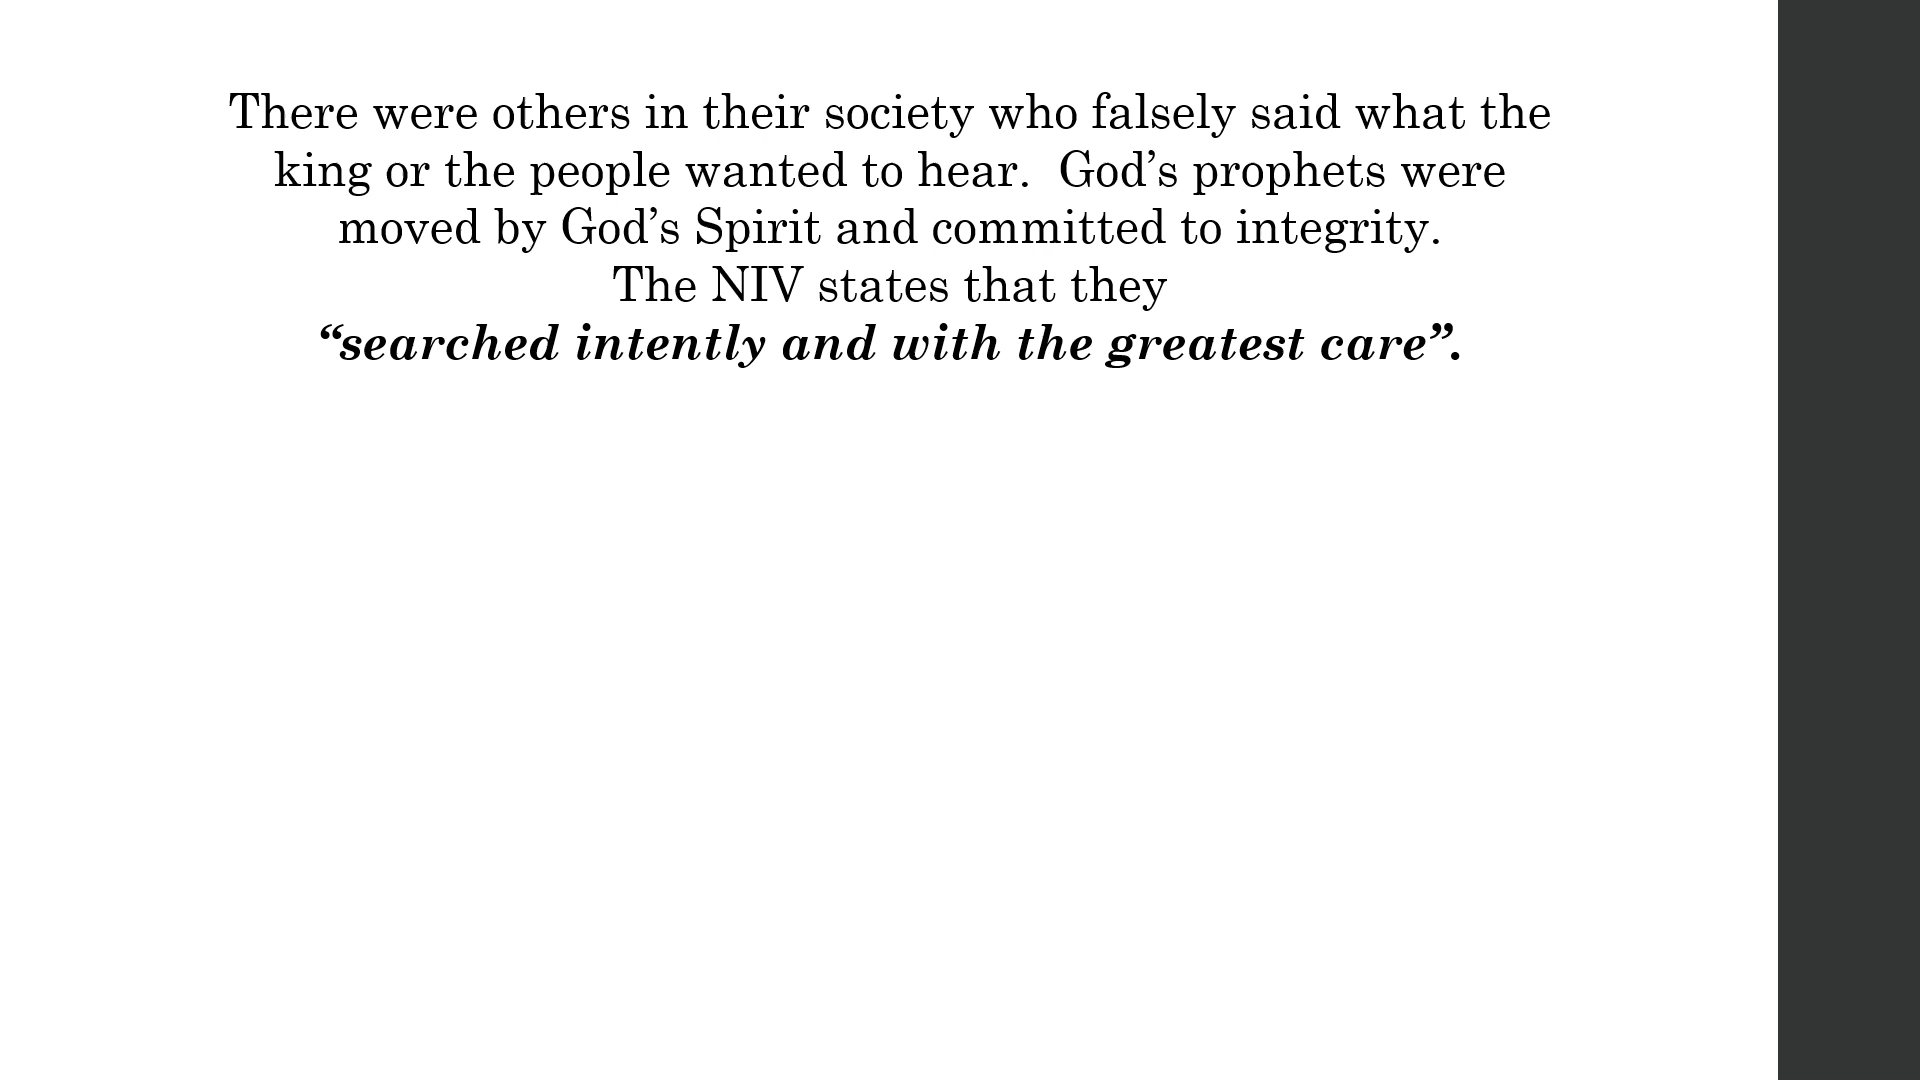 There were others in their society who falsely said what the
king or the people wanted to hear.  God’s prophets were
moved by God’s Spirit and committed to integrity.
The NIV states that they
“searched intently and with the greatest care”.